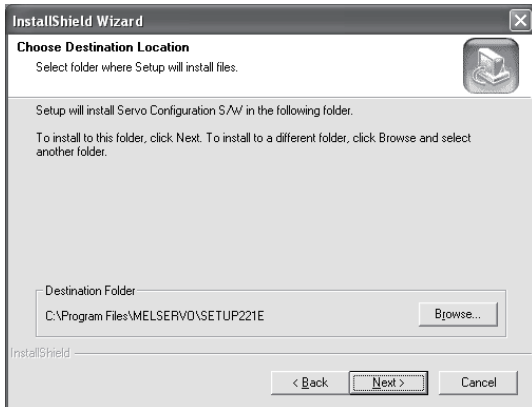 InstallShield Wizard
Choose Destination Location
Select folder where Setup will install files.
Setup will install Servo Configuration S/W in the following folder.
To install to this folder, click Next. To install to a different folder, click Browse and select
another folder.
Destination Folder
C:\Program Files\MELSERVO\SETUP221E
Browse...
InstallShield
< Back
Next >
Cancel